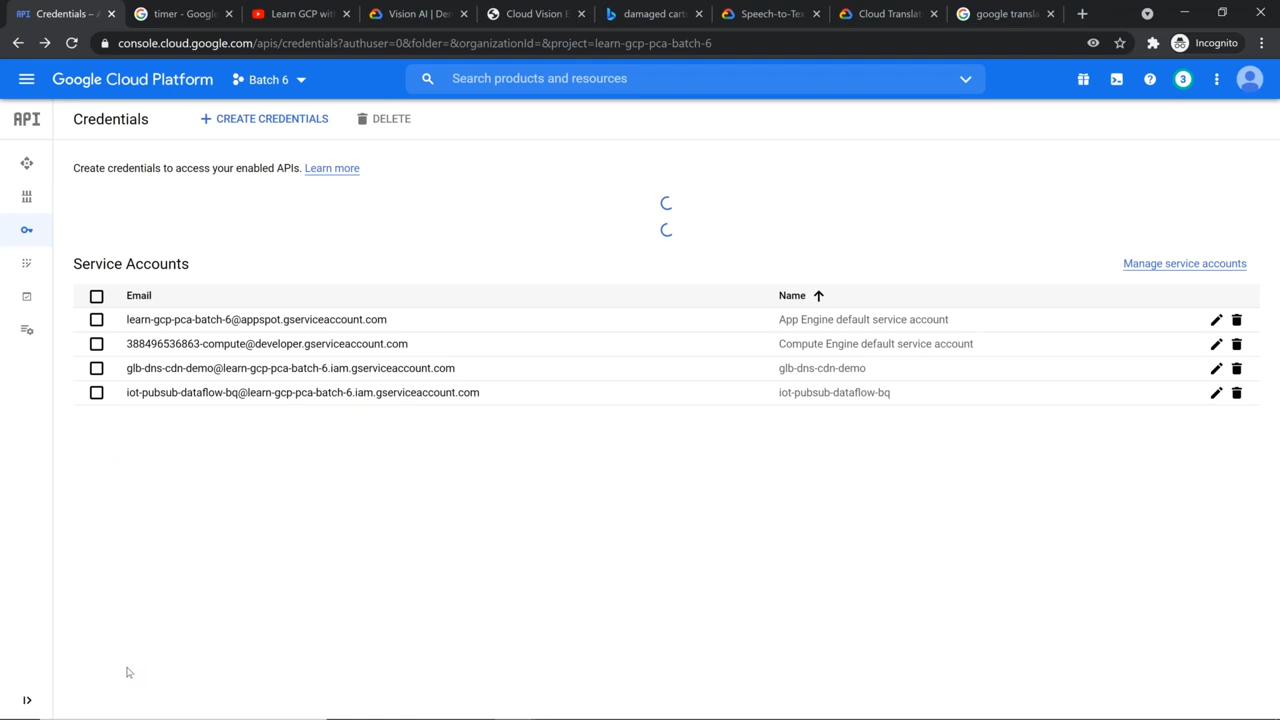 Credentials - A
timer - Google
Learn GCP with
Vision AI | Der
Cloud Vision E
damaged carta
Speech-to-Tex
Cloud Translat
google transla
console.cloud.google.com/apis/credentials?authuser=0&folder=&organizationId=&project=learn-gcp-pca-batch-6
Incognito
Google Cloud Platform
Batch 6
Search products and resources
3
API
Credentials
+ CREATE CREDENTIALS
DELETE
Create credentials to access your enabled APIs. Learn more
Service Accounts
Manage service accounts
Email
Name
learn-gcp-pca-batch-6@appspot.gserviceaccount.com
App Engine default service account
388496536863-compute@developer.gserviceaccount.com
Compute Engine default service account
glb-dns-cdn-demo@learn-gcp-pca-batch-6.iam.gserviceaccount.com
glb-dns-cdn-demo
iot-pubsub-dataflow-bq@learn-gcp-pca-batch-6.iam.gserviceaccount.com
iot-pubsub-dataflow-bq